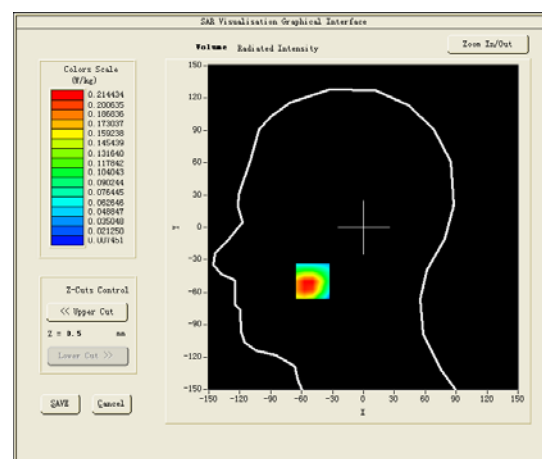 SAR Visualisation Graphical Interface
Volume Radiated Intensity
Zoom In/Out
Colors Scale
(W/kg)
0.214434
0.200635
0.186836
0.173037
0.159238
0.145439
0.131640
0.117842
0.104043
0.090244
0.076445
0.062646
0.048847
0.035048
0.021250
0.007451
Z-Cuts Control
<< Upper Cut
Z = 0.5 mm
Lower Cut >>
SAVE
Cancel
150
90
60
30
0
-30
-60
-90
-120
-150
Y
-150 -120 -90 -60 -30 0 30 60 90 120 150
X